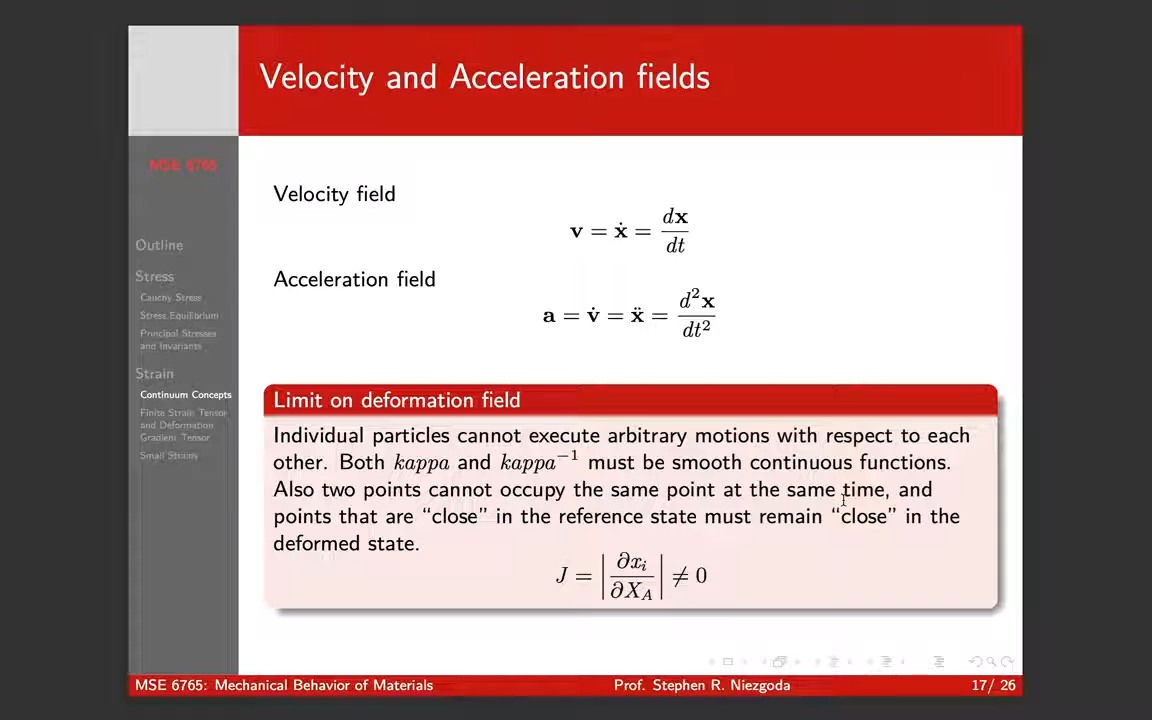 Velocity and Acceleration fields
MSE 6765
Outline
Stress
Cauchy Stress
Stress Equilibrium
Principal Stresses
and Invariants
Strain
Continuum Concepts
Finite Strain Tensor
and Deformation
Gradient Tensor
Small Strains
Velocity field
v = ẋ = dx/dt
Acceleration field
a = v̇ = ẍ = d²x/dt²
Limit on deformation field
Individual particles cannot execute arbitrary motions with respect to each
other. Both kappa and kappa⁻¹ must be smooth continuous functions.
Also two points cannot occupy the same point at the same time, and
points that are “close” in the reference state must remain “close” in the
deformed state.
J = |∂xᵢ/∂X_A| ≠ 0
MSE 6765: Mechanical Behavior of Materials
Prof. Stephen R. Niezgoda
17/ 26